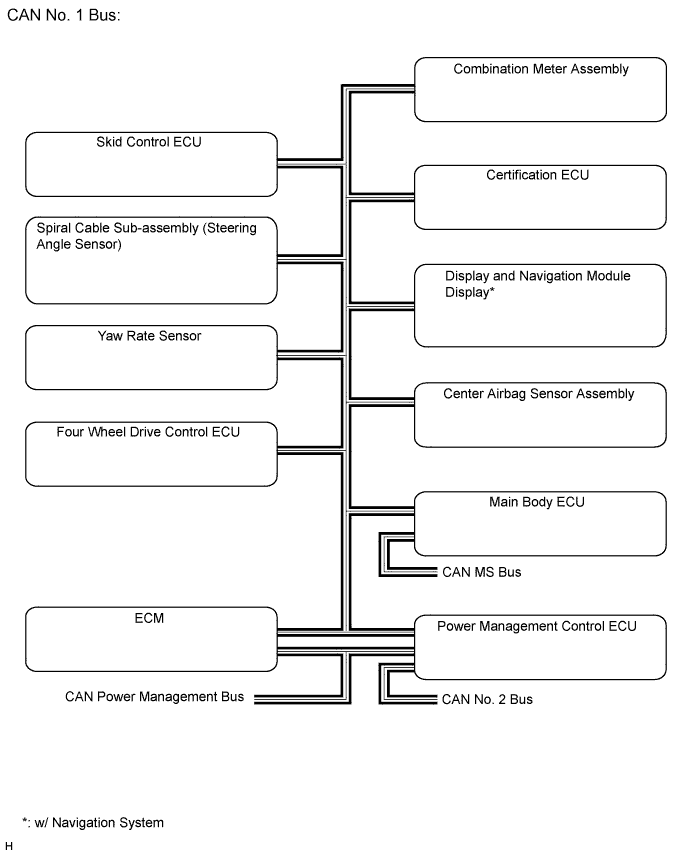 CAN No. 1 Bus:
Combination Meter Assembly
Skid Control ECU
Certification ECU
Spiral Cable Sub-assembly (Steering
Angle Sensor)
Display and Navigation Module
Display*
Yaw Rate Sensor
Center Airbag Sensor Assembly
Four Wheel Drive Control ECU
Main Body ECU
CAN MS Bus
ECM
Power Management Control ECU
CAN Power Management Bus
CAN No. 2 Bus
*: w/ Navigation System
H